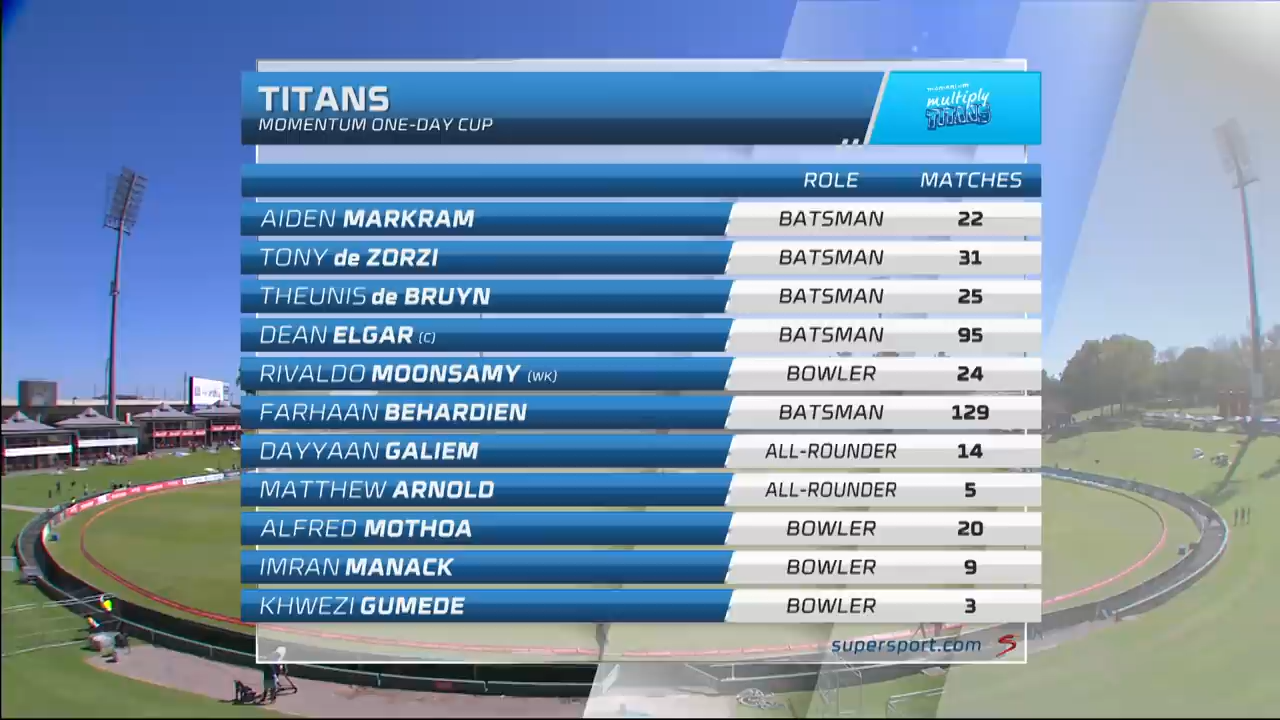 TITANS
MOMENTUM ONE-DAY CUP
momentum
multiply
TITANS
ROLE MATCHES
AIDEN MARKRAM BATSMAN 22
TONY de ZORZI BATSMAN 31
THEUNIS de BRUYN BATSMAN 25
DEAN ELGAR (C) BATSMAN 95
RIVALDO MOONSAMY (WK) BOWLER 24
FARHAAN BEHARDIEN BATSMAN 129
DAYYAAN GALIEM ALL-ROUNDER 14
MATTHEW ARNOLD ALL-ROUNDER 5
ALFRED MOTHOA BOWLER 20
IMRAN MANACK BOWLER 9
KHWEZI GUMEDE BOWLER 3
supersport.com S